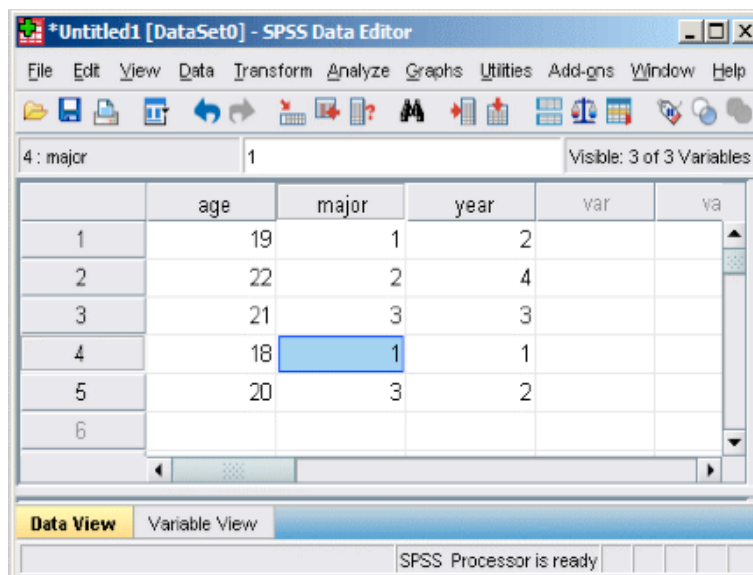 *Untitled1 [DataSet0] - SPSS Data Editor
File Edit View Data Transform Analyze Graphs Utilities Add-ons Window Help
4 : major 1 Visible: 3 of 3 Variables
age major year var va
1 19 1 2
2 22 2 4
3 21 3 3
4 18 1 1
5 20 3 2
6
Data View Variable View
SPSS Processor is ready